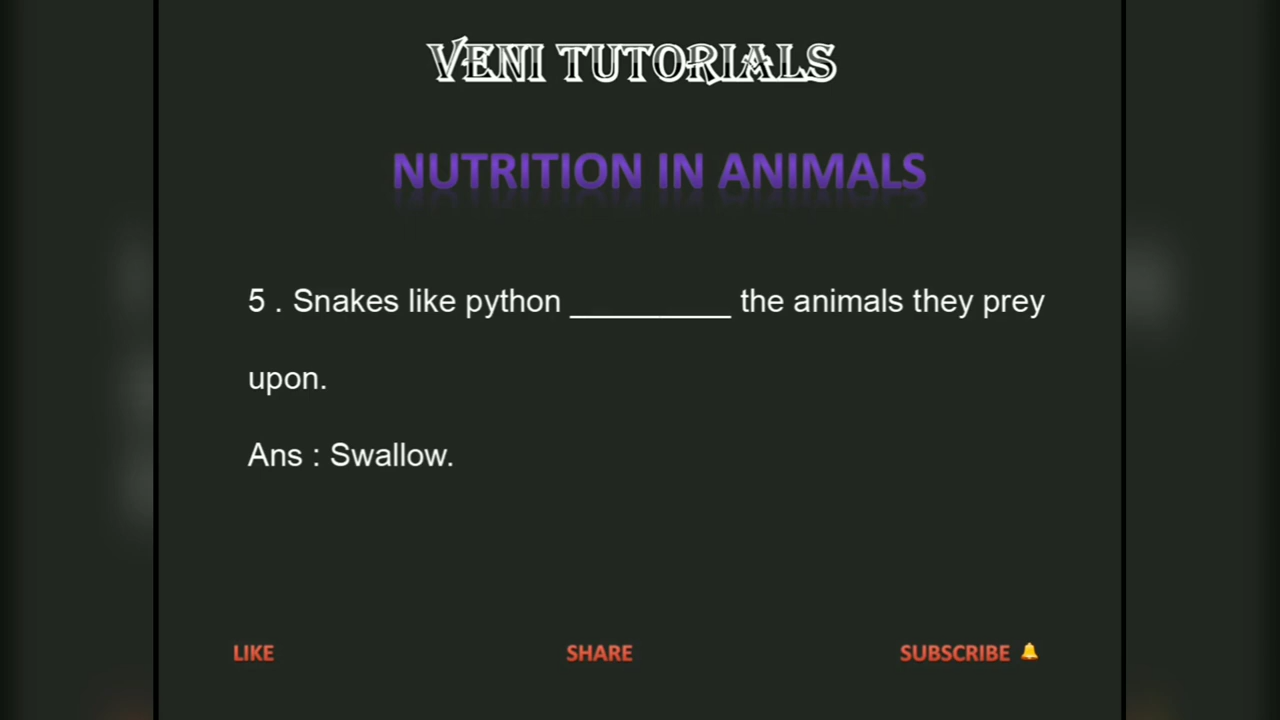 VENI TUTORIALS
NUTRITION IN ANIMALS
5 . Snakes like python _________ the animals they prey
upon.
Ans : Swallow.
LIKE SHARE SUBSCRIBE 🔔